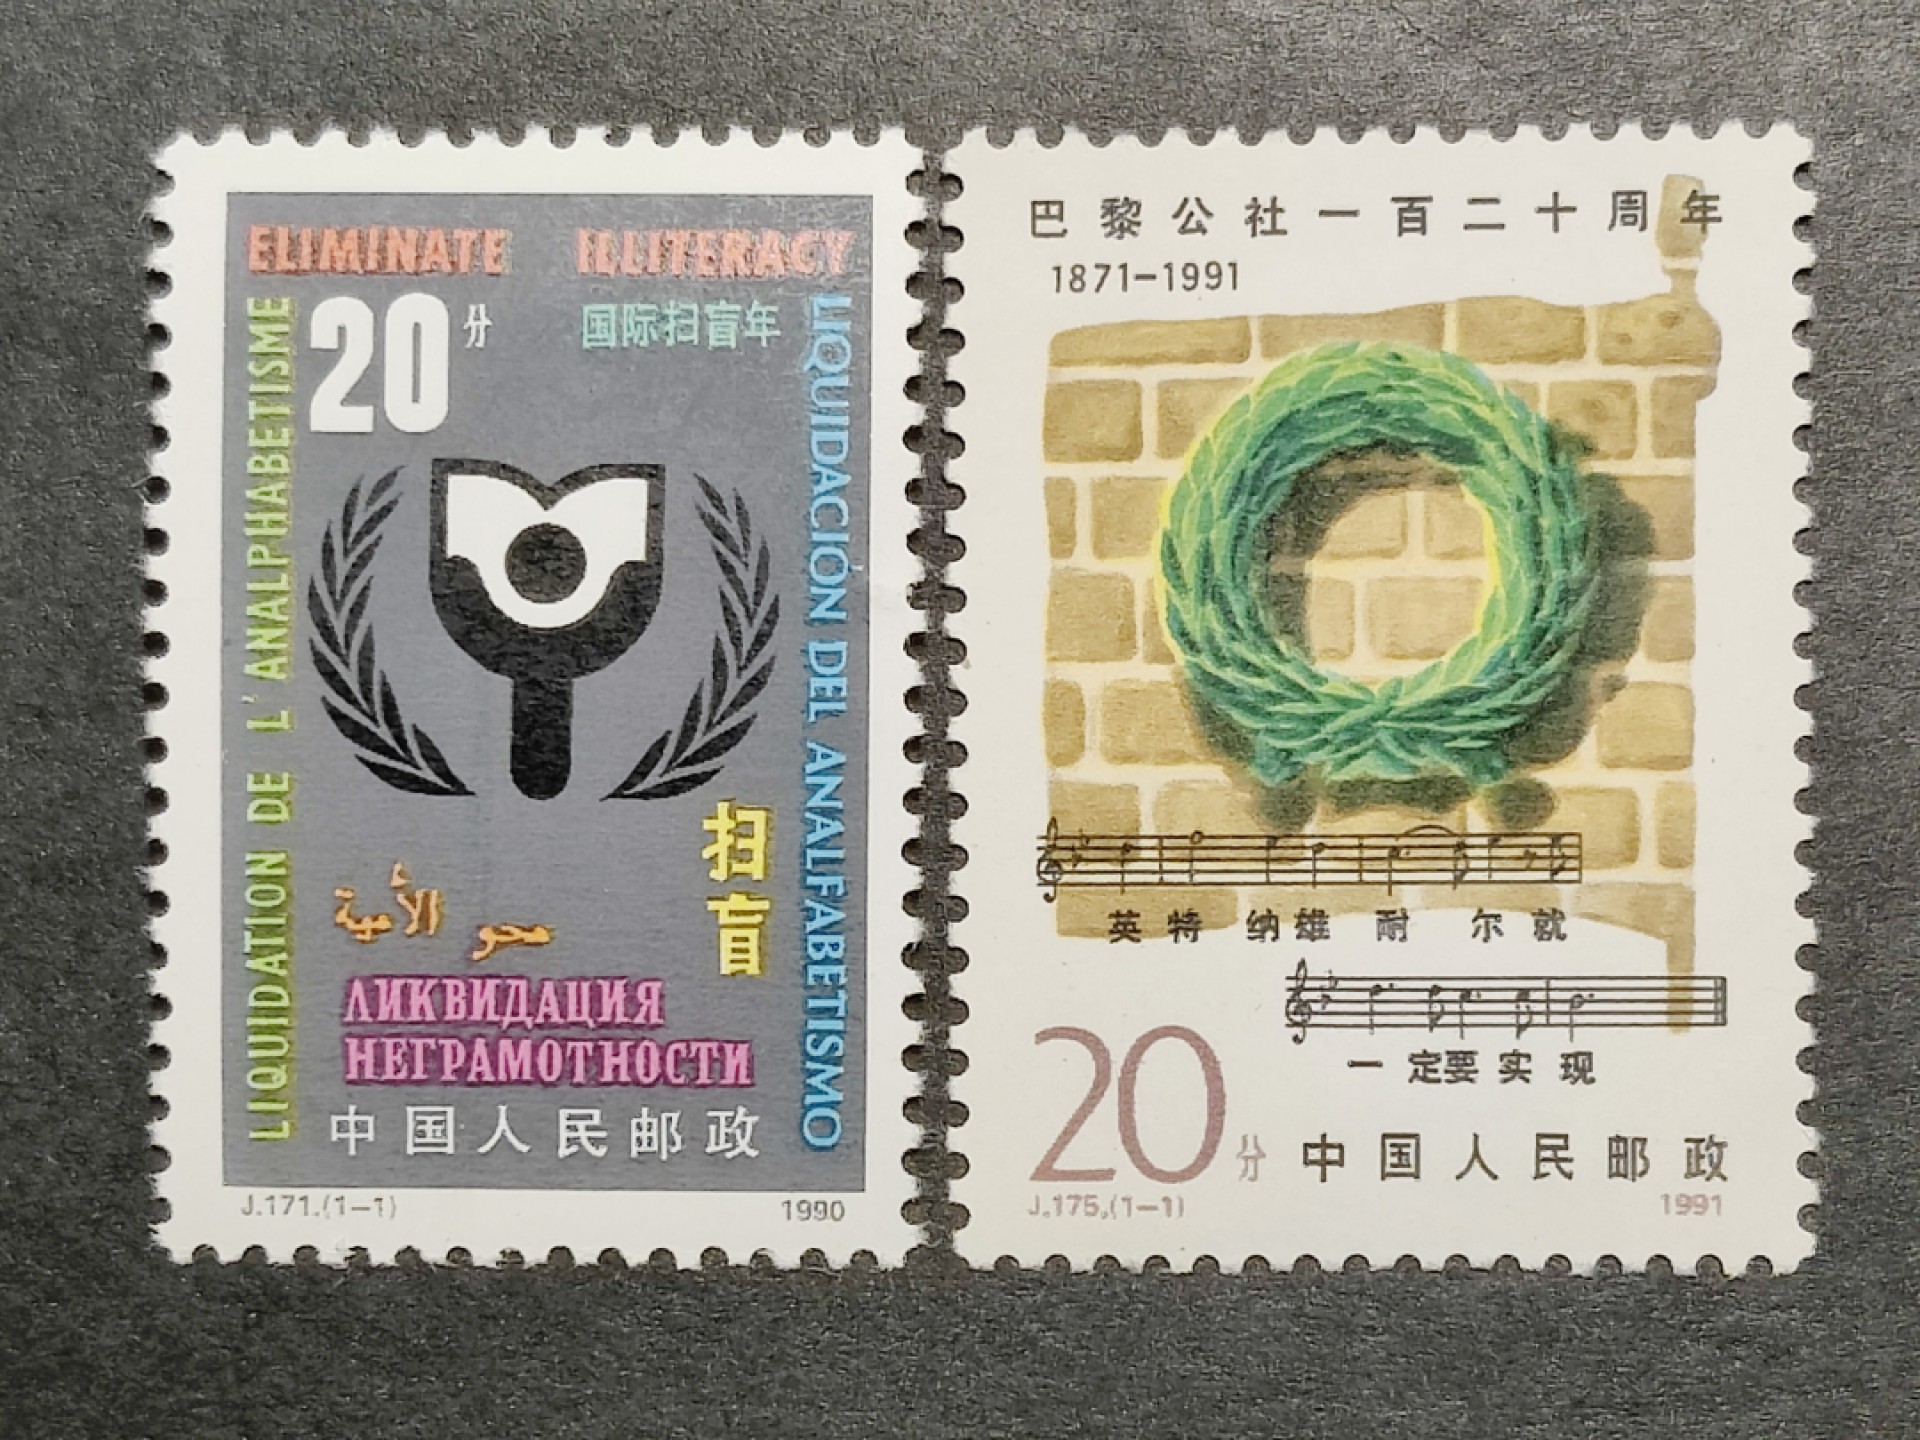 ELIMINATE ILLITERACY
20分
国际扫盲年
LIQUIDATION DE L'ANALPHABETISME
LIQUIDACIÓN DEL ANALFABETISMO
扫盲
محو الأمية
ЛИКВИДАЦИЯ
НЕГРАМОТНОСТИ
中国人民邮政
J.171.(1-1)
1990
巴黎公社一百二十周年
1871-1991
英特纳雄耐尔就
一定要实现
20分
中国人民邮政
J.175.(1-1)
1991